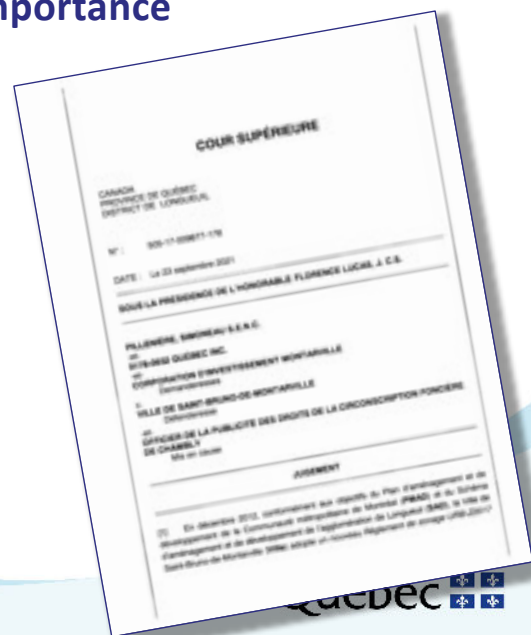 mportance
COUR SUPÉRIEURE
CANADA
PROVINCE DE QUÉBEC
DISTRICT DE LONGUEUIL
N° :
DATE : Le 23 septembre 2021
SOUS LA PRÉSIDENCE DE L'HONORABLE FLORENCE LUCAS, J. C.S.
PILLENIÈRE, SIMONEAU S.E.N.C.
et
QUÉBEC INC.
et
CORPORATION D'INVESTISSEMENT MONTARVILLE
Demanderesses
c.
VILLE DE SAINT-BRUNO-DE-MONTARVILLE
Défenderesse
et
OFFICIER DE LA PUBLICITÉ DES DROITS DE LA CIRCONSCRIPTION FONCIÈRE
DE CHAMBLY
Mis en cause
JUGEMENT
[1] En décembre 2012, conformément aux objectifs du Plan d'aménagement et de
développement de la Communauté métropolitaine de Montréal (PMAD) et du Schéma
d'aménagement et de développement de l'agglomération de Longueuil (SAD), la Ville de
Saint-Bruno-de-Montarville (Ville) adopte un nouveau Règlement de zonage
Québec